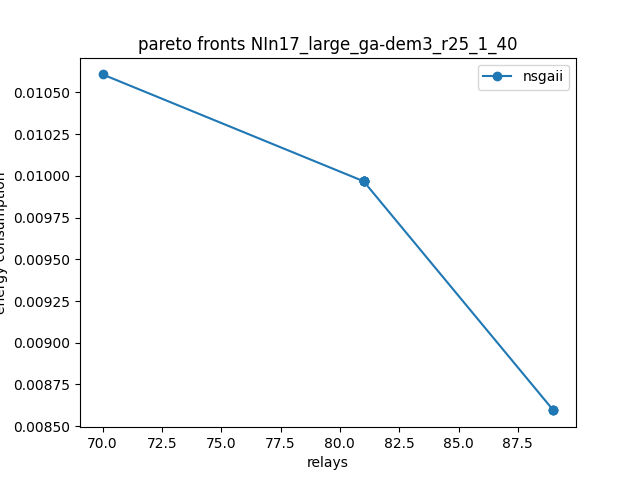 pareto fronts NIn17_large_ga-dem3_r25_1_40
nsgaii
0.01050
0.01025
0.01000
0.00975
0.00950
0.00925
0.00900
0.00875
0.00850
energy consumption
70.0 72.5 75.0 77.5 80.0 82.5 85.0 87.5
relays